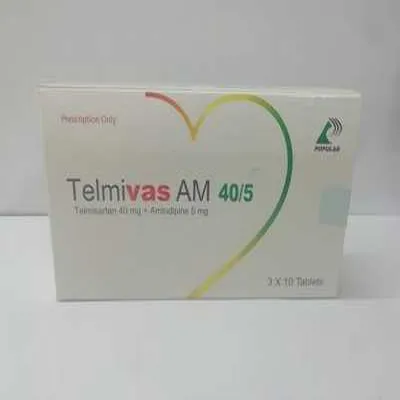 Prescription Only
POPULAR
Telmivas AM 40/5
Telmisartan 40 mg + Amlodipine 5 mg
3 X 10 Tablets